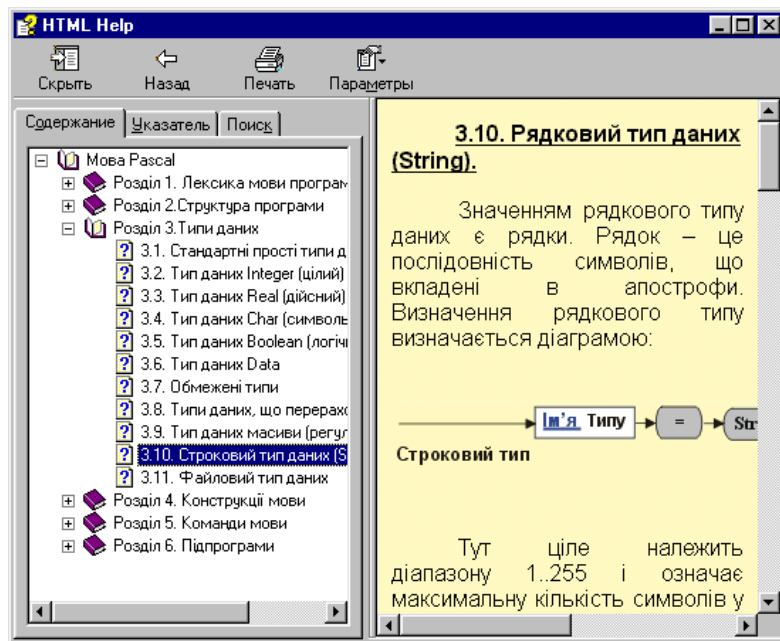 HTML Help
Скрыть Назад Печать Параметры
Содержание Указатель Поиск
Мова Pascal
Розділ 1. Лексика мови програм
Розділ 2.Структура програми
Розділ 3.Типи даних
3.1. Стандартні прості типи д
3.2. Тип даних Integer (цілий)
3.3. Тип даних Real (дійсний)
3.4. Тип даних Char (символь
3.5. Тип даних Boolean (логічн
3.6. Тип даних Data
3.7. Обмежені типи
3.8. Типи даних, що перерахо
3.9. Тип даних масиви (регул
3.10. Строковий тип даних (S
3.11. Файловий тип даних
Розділ 4. Конструкції мови
Розділ 5. Команди мови
Розділ 6. Підпрограми
3.10. Рядковий тип даних
(String).
Значенням рядкового типу
даних є рядки. Рядок – це
послідовність символів, що
вкладені в апострофи.
Визначення рядкового типу
визначається діаграмою:
Ім'я Типу = Str
Строковий тип
Тут ціле належить
діапазону 1..255 і означає
максимальну кількість символів у